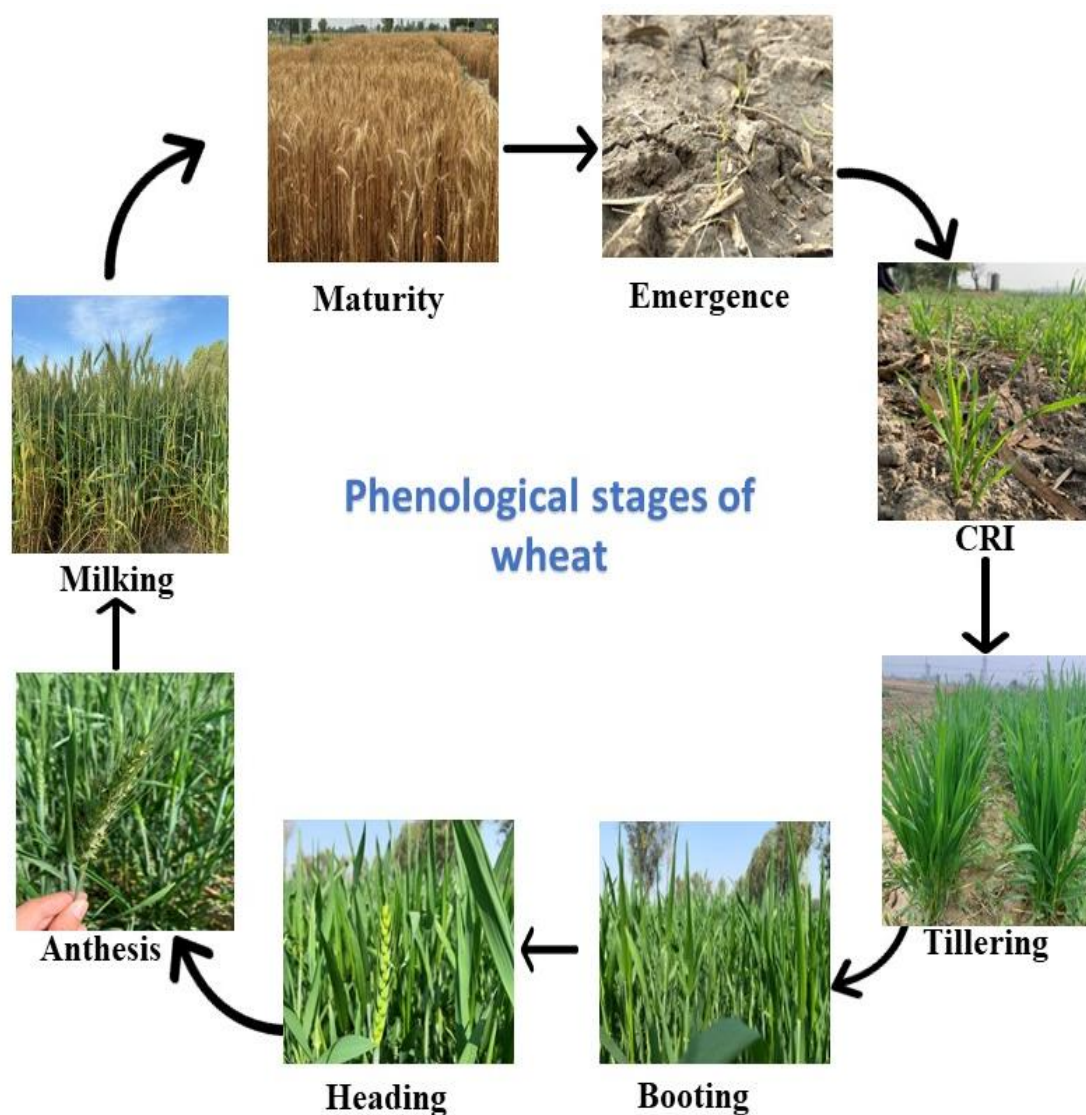 Maturity
Emergence
CRI
Tillering
Booting
Heading
Anthesis
Milking
Phenological stages of
wheat